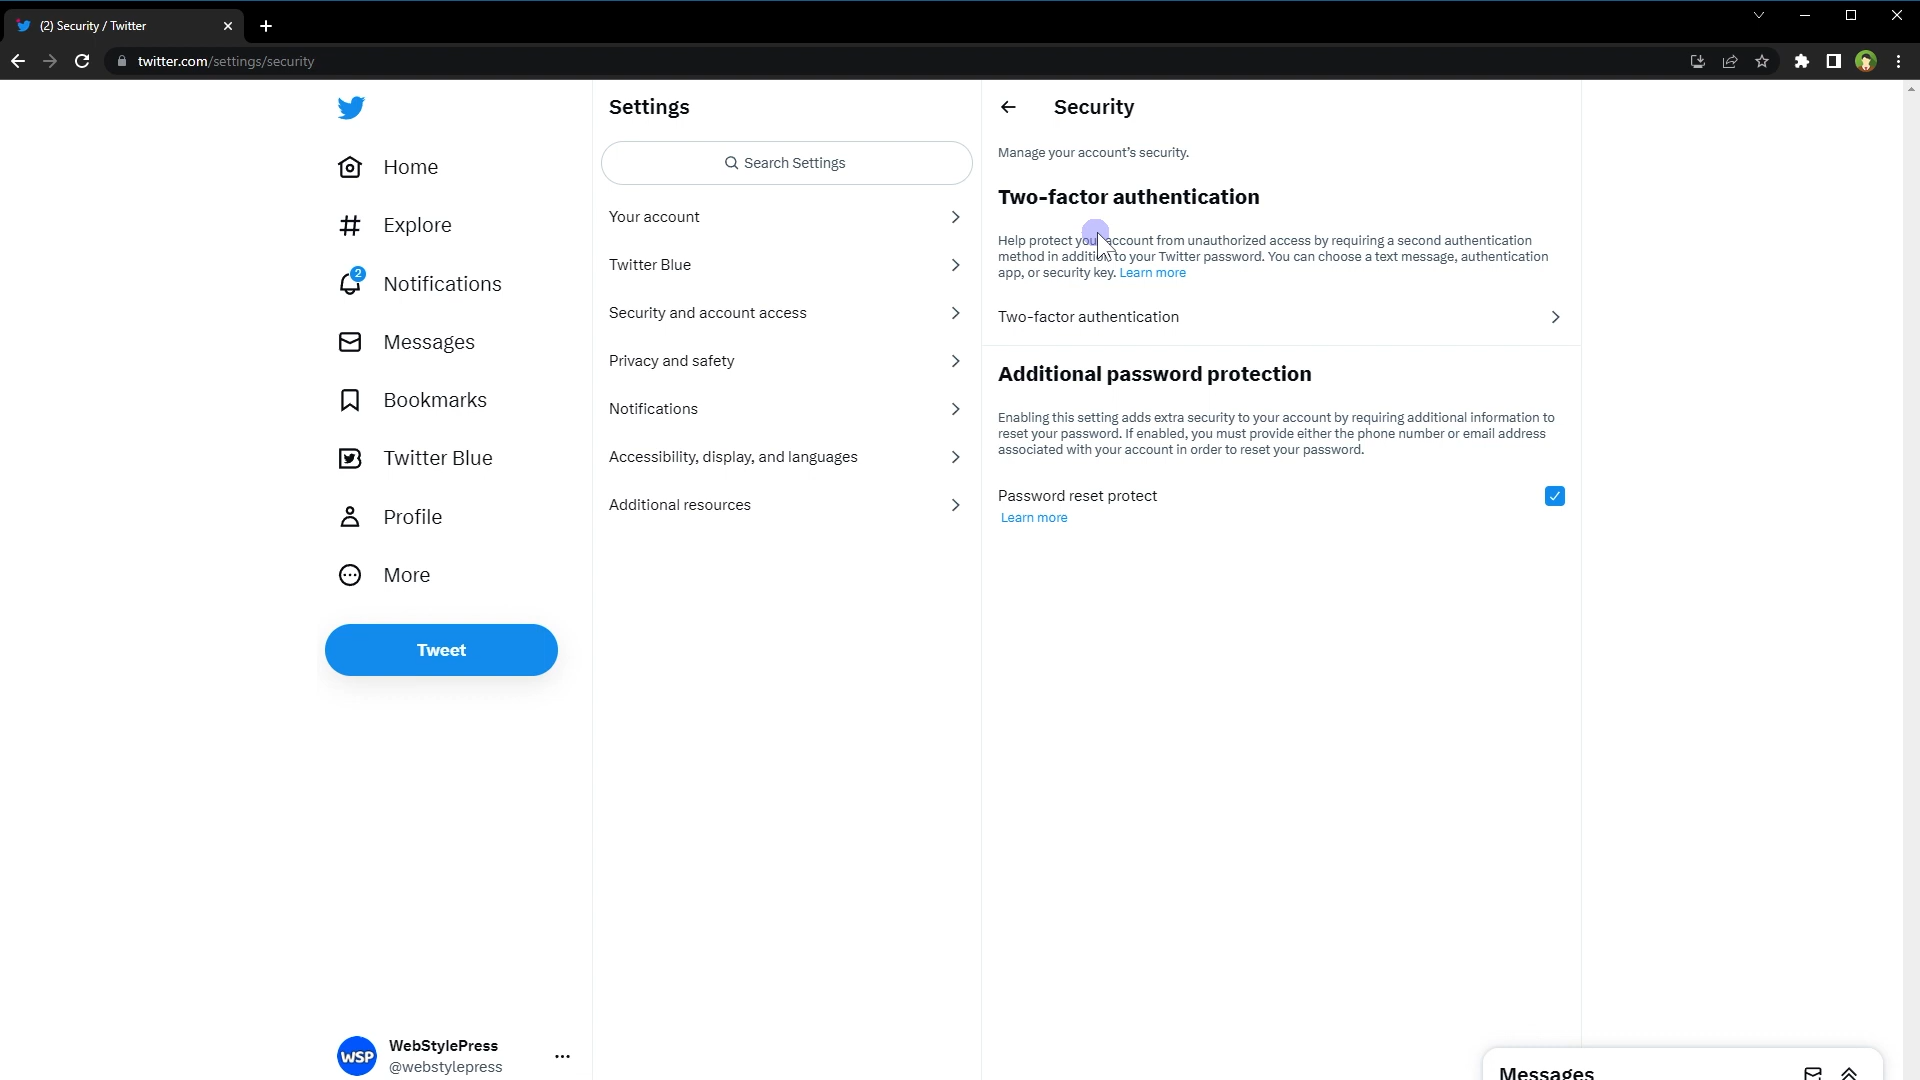 (2) Security / Twitter
twitter.com/settings/security
Home
Explore
2
Notifications
Messages
Bookmarks
Twitter Blue
Profile
More
Tweet
WSP
WebStylePress
@webstylepress
Settings
Search Settings
Your account
Twitter Blue
Security and account access
Privacy and safety
Notifications
Accessibility, display, and languages
Additional resources
Security
Manage your account's security.
Two-factor authentication
Help protect your account from unauthorized access by requiring a second authentication
method in addition to your Twitter password. You can choose a text message, authentication
app, or security key. Learn more
Two-factor authentication
Additional password protection
Enabling this setting adds extra security to your account by requiring additional information to
reset your password. If enabled, you must provide either the phone number or email address
associated with your account in order to reset your password.
Password reset protect
Learn more
Messages